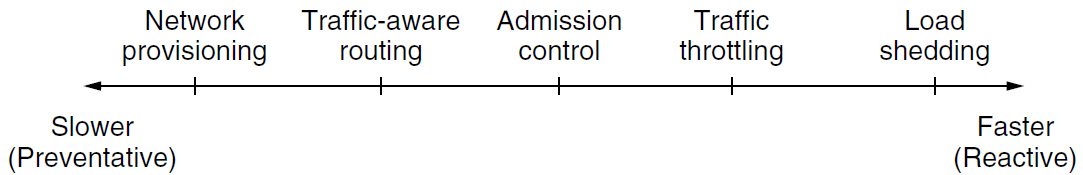 Network
provisioning
Traffic-aware
routing
Admission
control
Traffic
throttling
Load
shedding
Slower
(Preventative)
Faster
(Reactive)